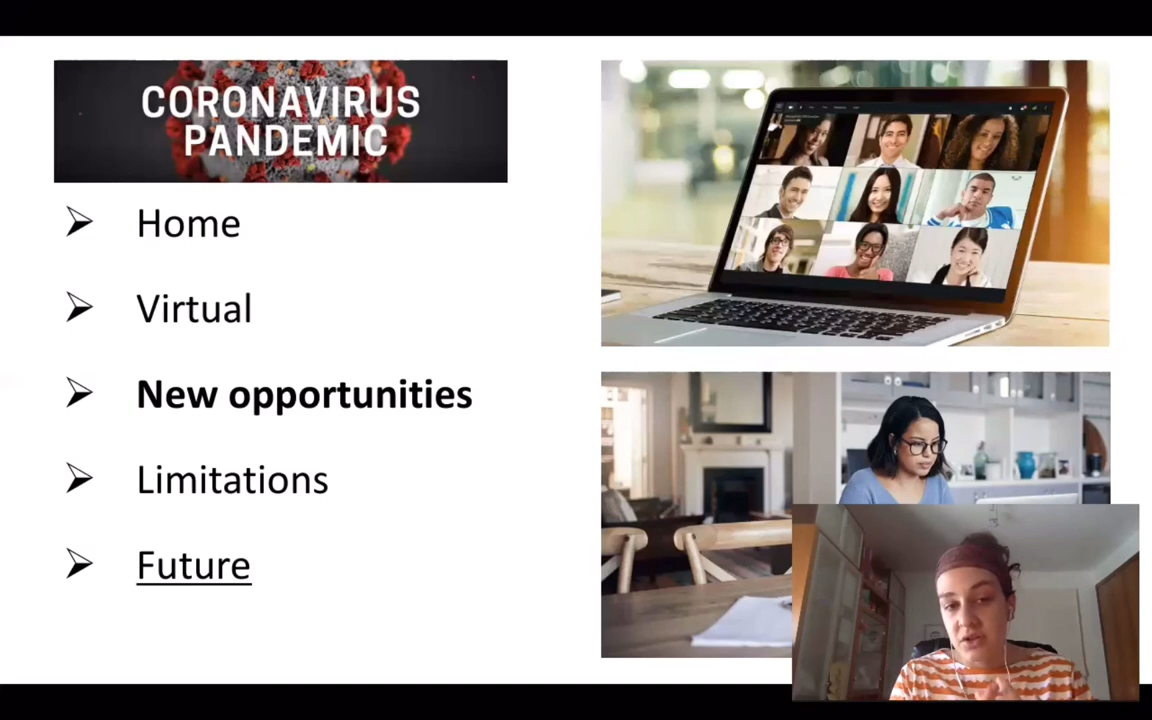 CORONAVIRUS
PANDEMIC
Home
Virtual
New opportunities
Limitations
Future